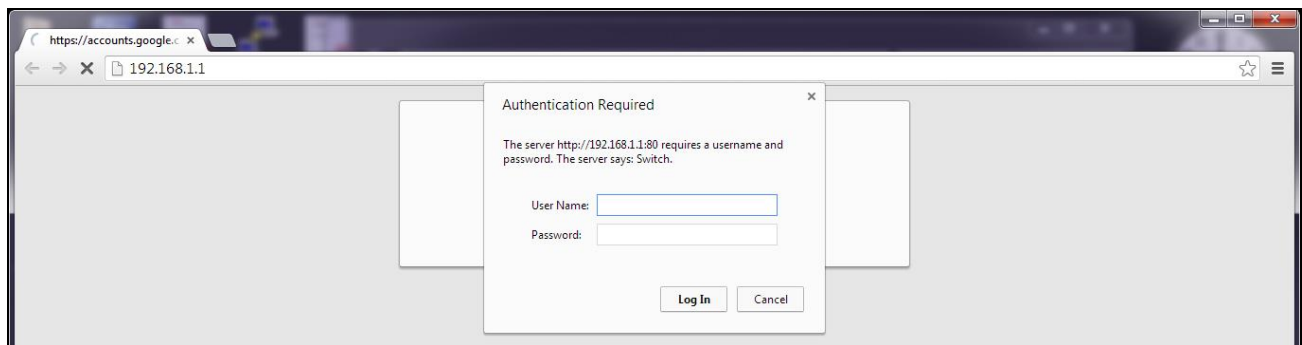 https://accounts.google.c
192.168.1.1
Authentication Required
The server http://192.168.1.1:80 requires a username and
password. The server says: Switch.
User Name:
Password:
Log In Cancel